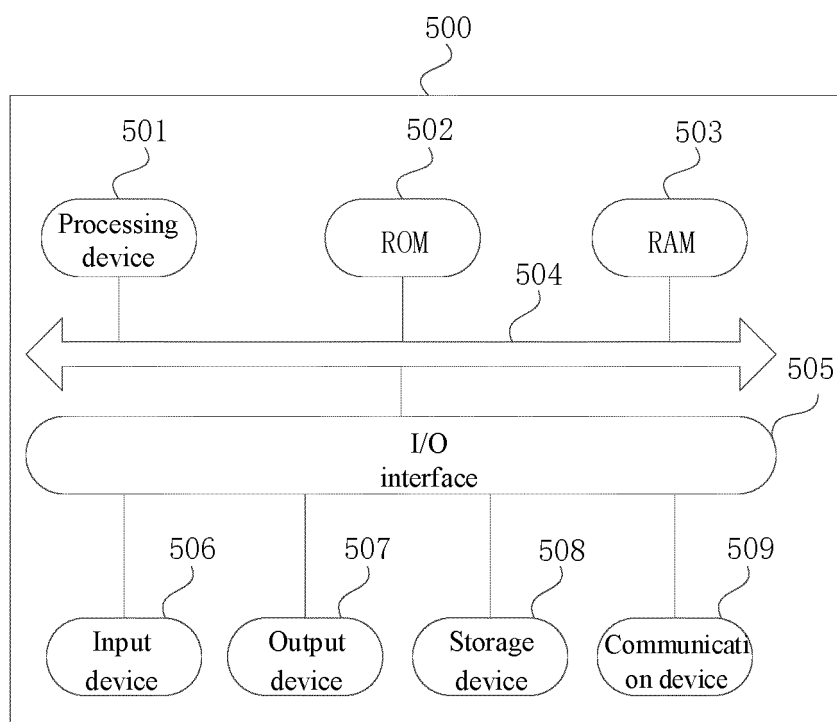 500
501
502
503
Processing
device
ROM
RAM
504
505
I/O
interface
506
507
508
509
Input
device
Output
device
Storage
device
Communicati
on device